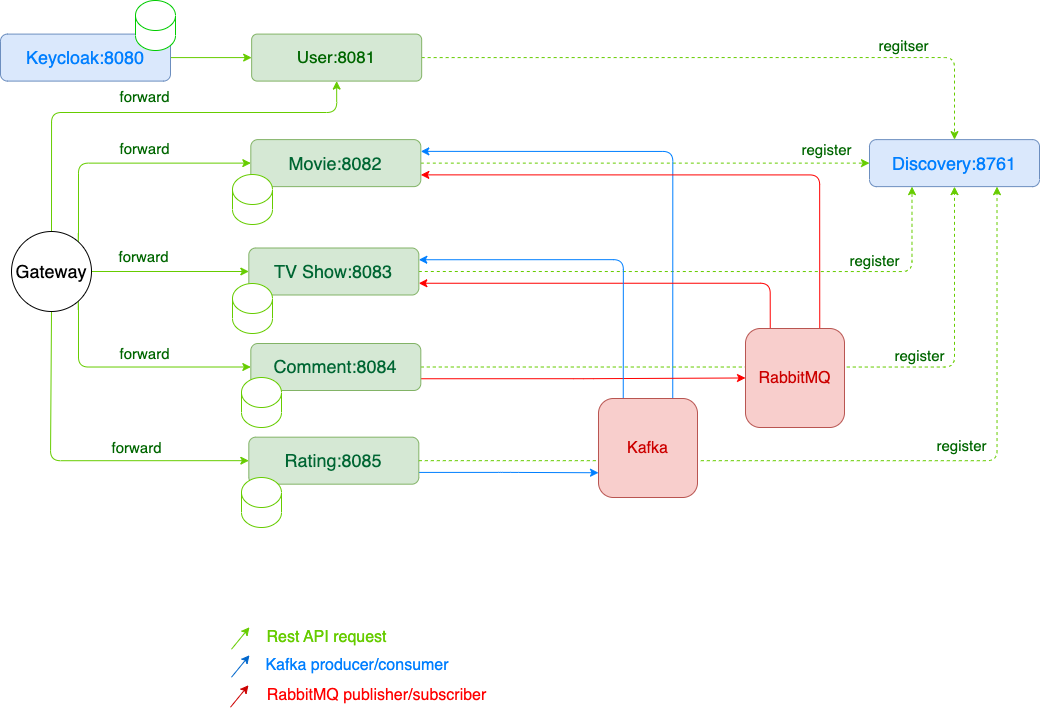 Keycloak:8080
User:8081
regitser
forward
forward
Movie:8082
register
Discovery:8761
Gateway
forward
TV Show:8083
register
forward
Comment:8084
RabbitMQ
register
forward
Rating:8085
Kafka
register
Rest API request
Kafka producer/consumer
RabbitMQ publisher/subscriber